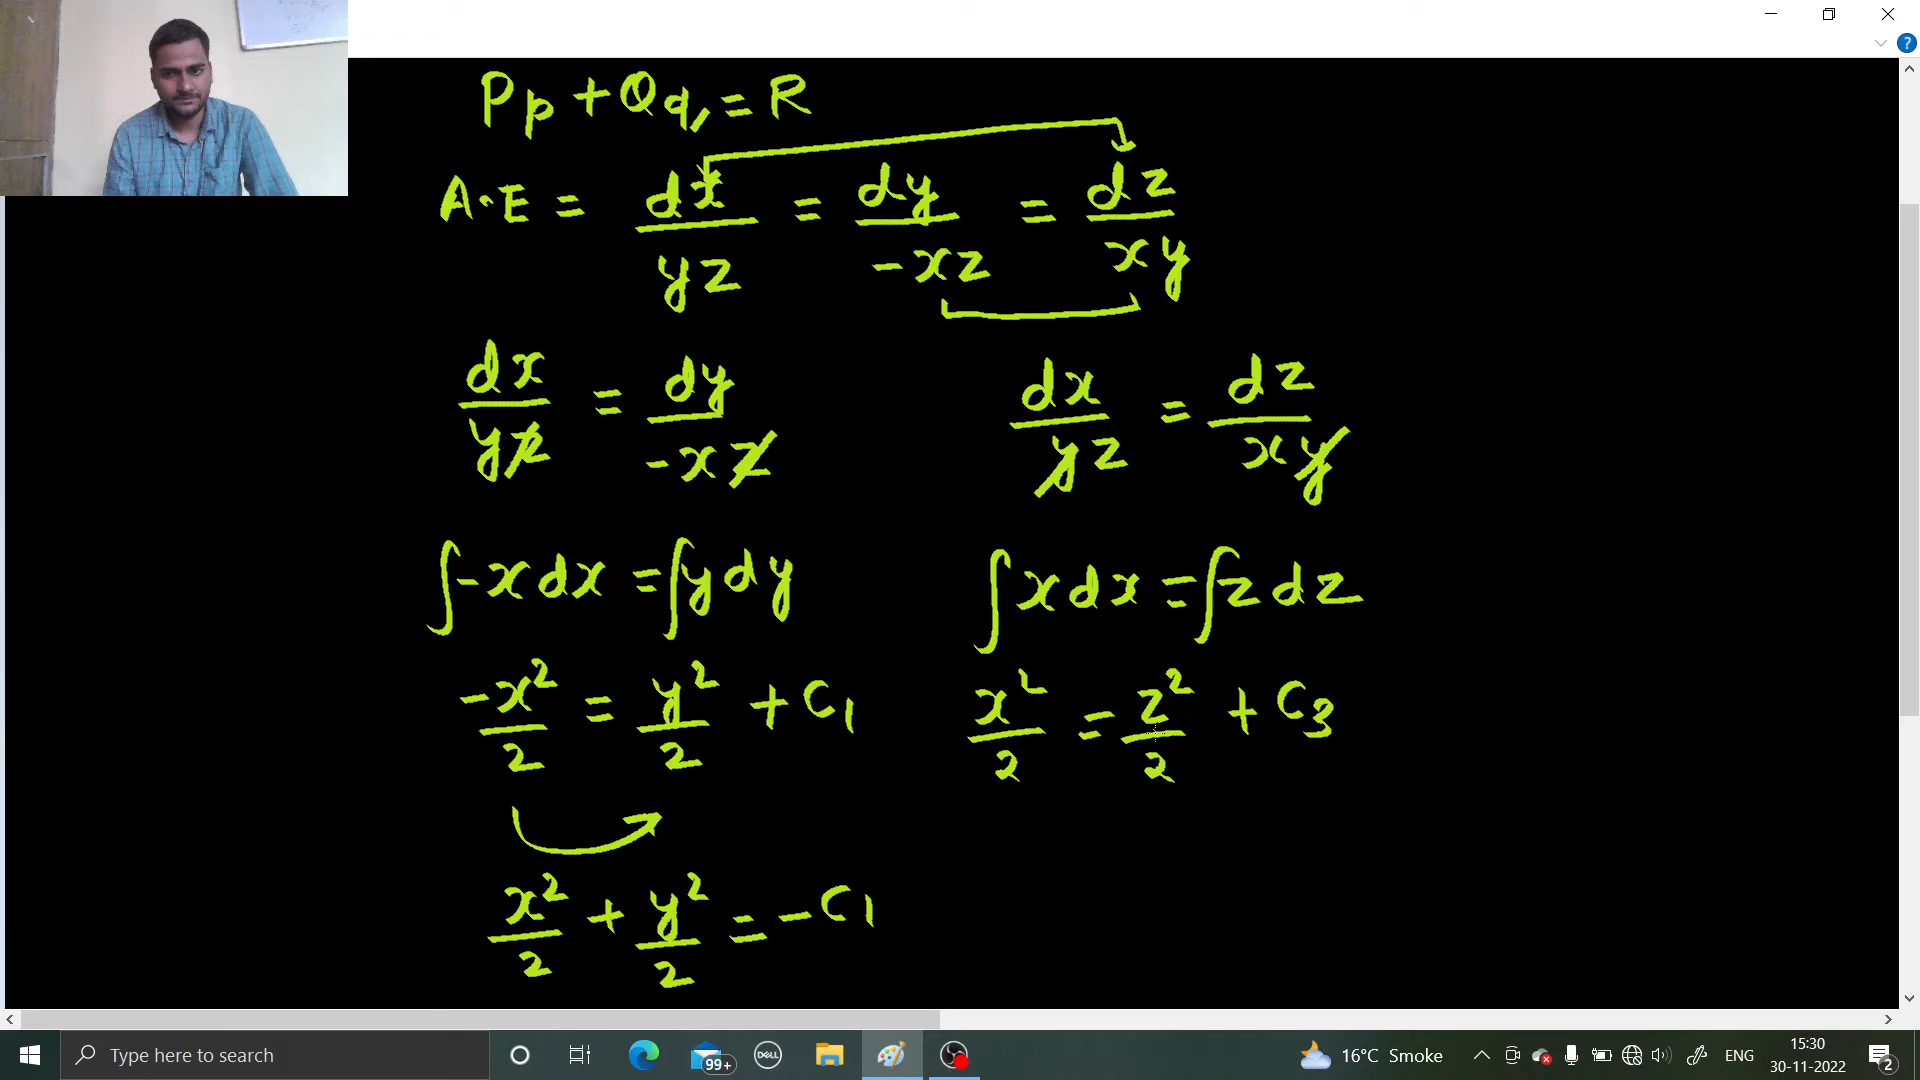 Pp + Qq = R
A.E = dx/yz = dy/-xz = dz/xy
dx/yz = dy/-xz dx/yz = dz/xy
∫-x dx = ∫y dy ∫x dx = ∫z dz
-x²/2 = y²/2 + C1 x²/2 = z²/2 + C3
x²/2 + y²/2 = -C1
Type here to search
99+
DELL
16°C Smoke
ENG
15:30
30-11-2022
2